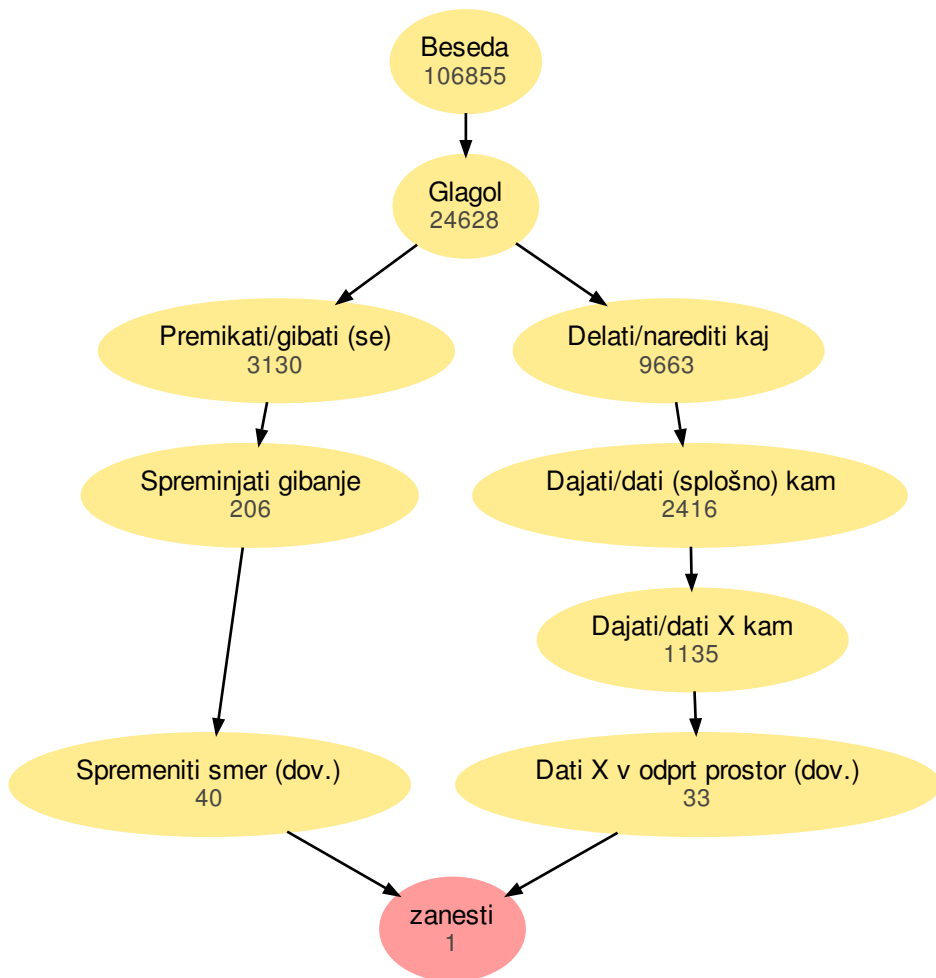 Beseda
106855
Glagol
24628
Premikati/gibati (se)
3130
Delati/narediti kaj
9663
Spreminjati gibanje
206
Dajati/dati (splošno) kam
2416
Dajati/dati X kam
1135
Spremeniti smer (dov.)
40
Dati X v odprt prostor (dov.)
33
zanesti
1